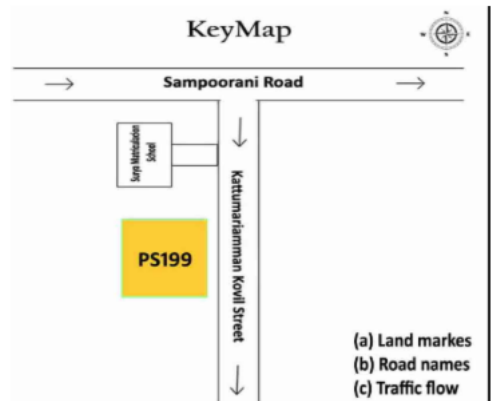 KeyMap
N
Sampoorani Road
Surya Matriculation
School
Kattumariamman Kovil Street
PS199
(a) Land markes
(b) Road names
(c) Traffic flow